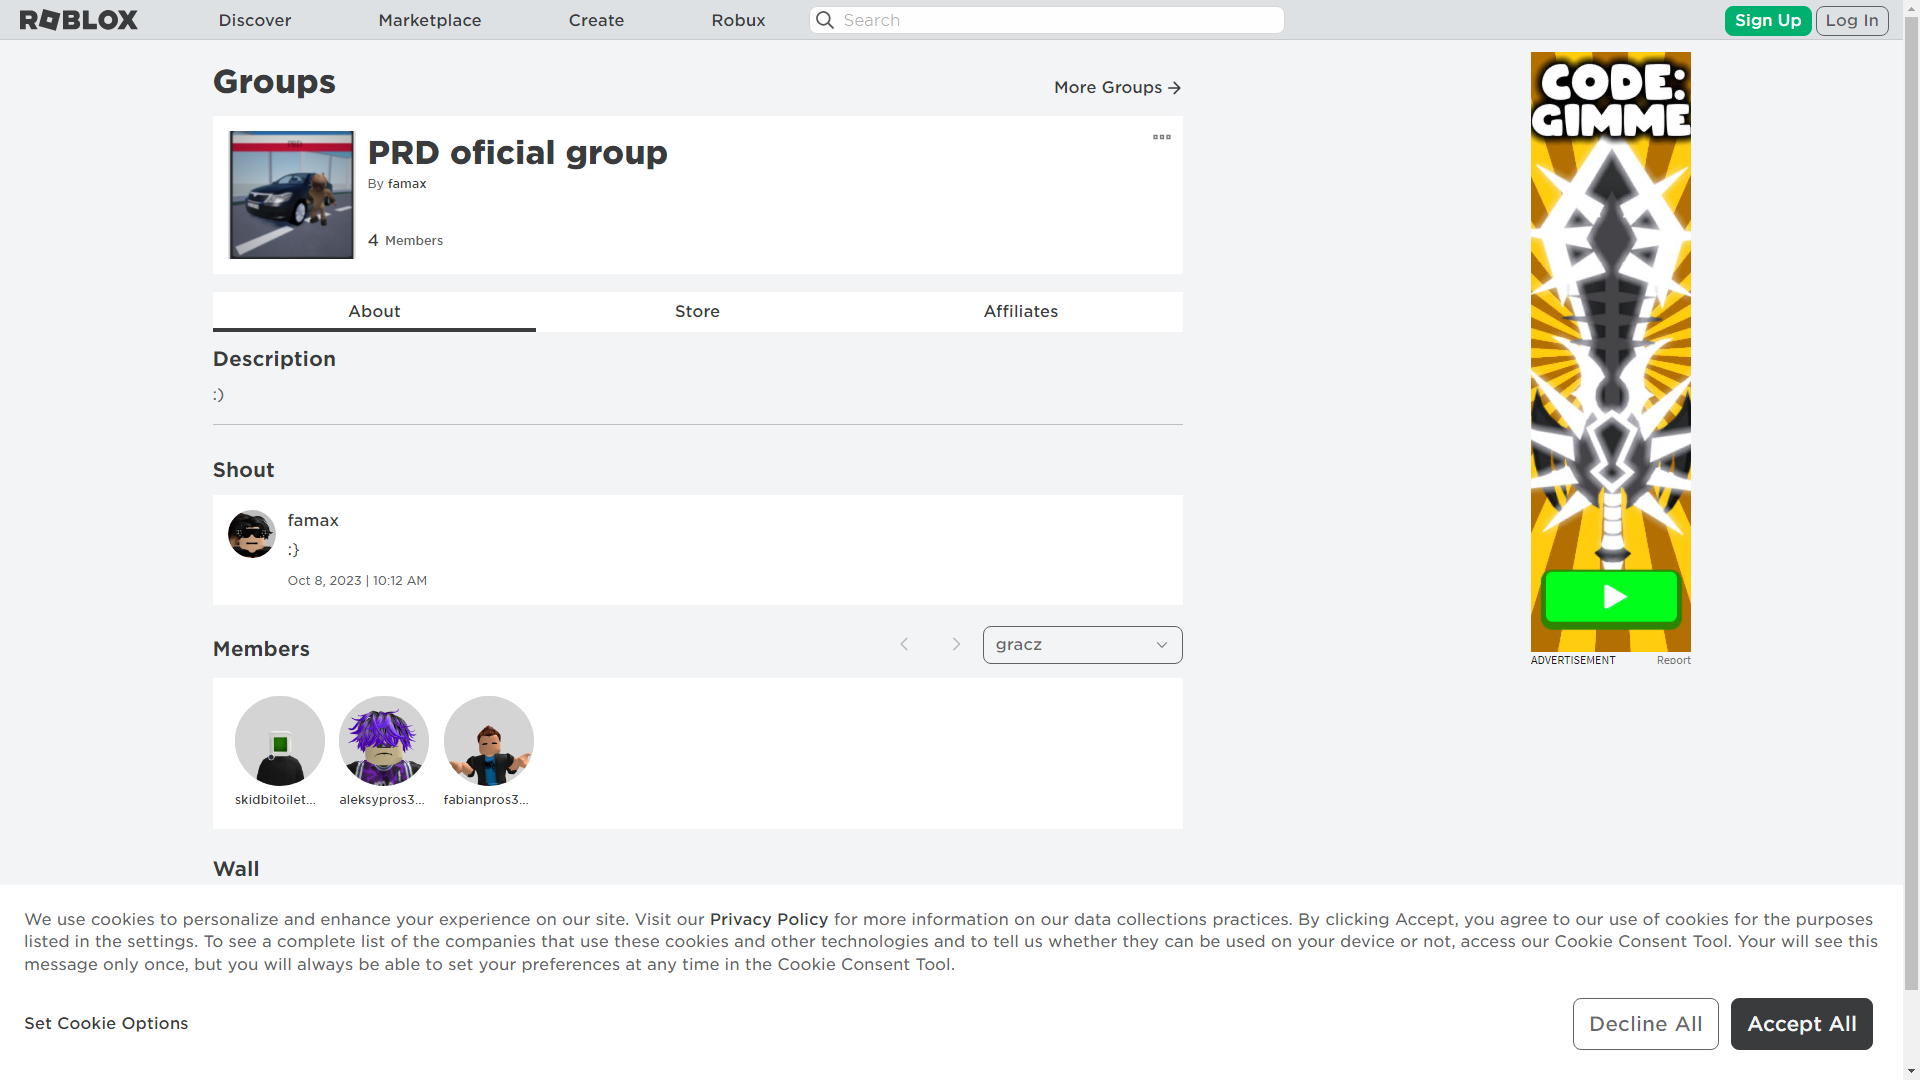 ROBLOX
Discover
Marketplace
Create
Robux
Search
Sign Up
Log In
Groups
More Groups
PRD
PRD oficial group
By famax
4 Members
About
Store
Affiliates
Description
:)
Shout
famax
:}
Oct 8, 2023 | 10:12 AM
Members
gracz
skidbitoilet...
aleksypros3...
fabianpros3...
Wall
CODE:
GIMME
ADVERTISEMENT
Report
We use cookies to personalize and enhance your experience on our site. Visit our Privacy Policy for more information on our data collections practices. By clicking Accept, you agree to our use of cookies for the purposes
listed in the settings. To see a complete list of the companies that use these cookies and other technologies and to tell us whether they can be used on your device or not, access our Cookie Consent Tool. Your will see this
message only once, but you will always be able to set your preferences at any time in the Cookie Consent Tool.
Set Cookie Options
Decline All
Accept All